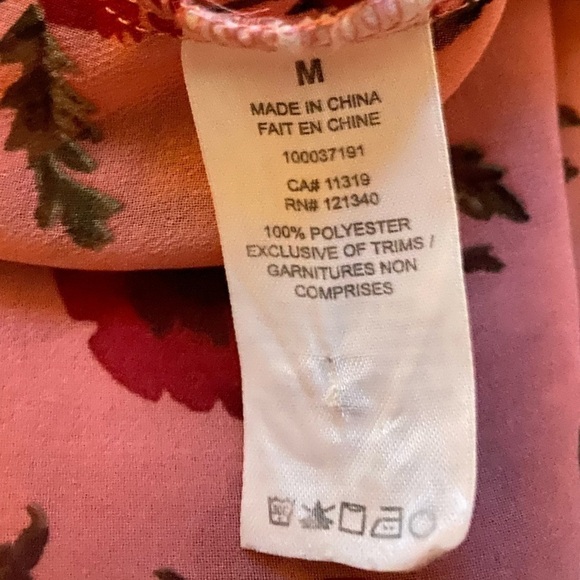 M
MADE IN CHINA
FAIT EN CHINE
100037191
CA# 11319
RN# 121340
100% POLYESTER
EXCLUSIVE OF TRIMS /
GARNITURES NON
COMPRISES